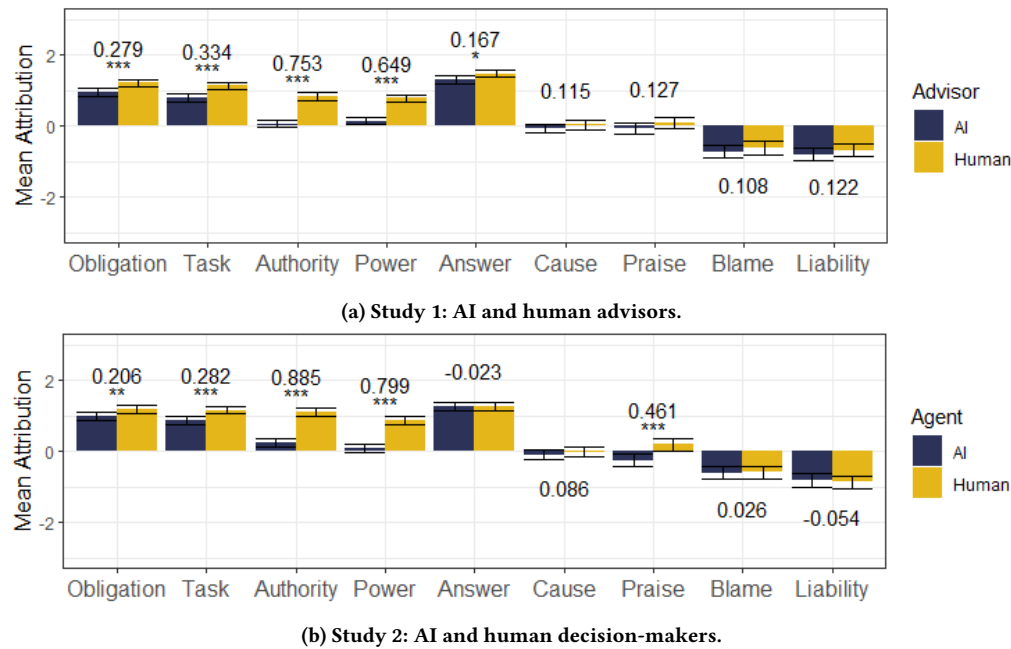 0.279 0.334 0.753 0.649 0.167 0.115 0.127
*** *** *** *** *
0.108 0.122
2
0
-2
Mean Attribution
Obligation Task Authority Power Answer Cause Praise Blame Liability
Advisor
AI
Human
(a) Study 1: AI and human advisors.
0.206 0.282 0.885 0.799 -0.023 0.461
** *** *** *** ***
0.086 0.026 -0.054
2
0
-2
Mean Attribution
Obligation Task Authority Power Answer Cause Praise Blame Liability
Agent
AI
Human
(b) Study 2: AI and human decision-makers.